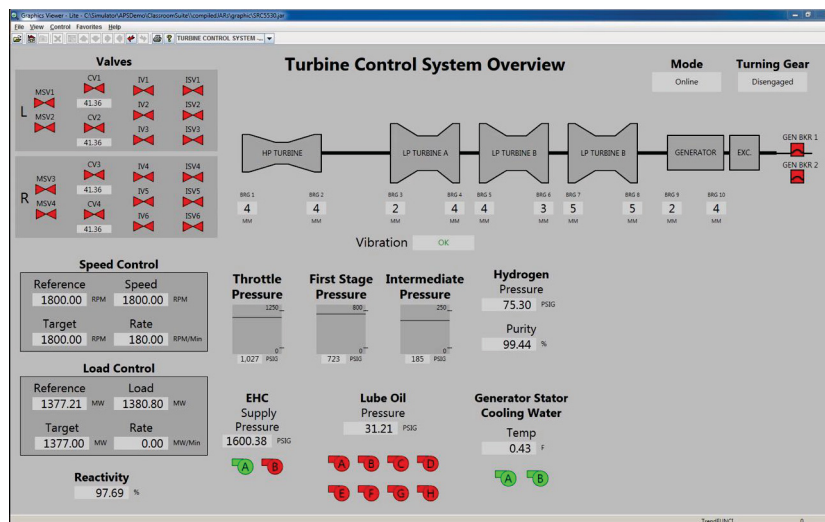 Graphics Viewer - Lite - C:\Simulator\APSDemo\ClassroomSuite\compiledJARs\graphic\SRC5530.jar
File View Control Favorites Help
TURBINE CONTROL SYSTEM ...
Turbine Control System Overview
Mode
Online
Turning Gear
Disengaged
Valves
L
MSV1
MSV2
CV1
41.36
CV2
41.36
IV1
IV2
IV3
ISV1
ISV2
ISV3
R
MSV3
MSV4
CV3
41.36
CV4
41.36
IV4
IV5
IV6
ISV4
ISV5
ISV6
HP TURBINE
LP TURBINE A
LP TURBINE B
LP TURBINE B
GENERATOR
EXC.
GEN BKR 1
GEN BKR 2
BRG 1 BRG 2 BRG 3 BRG 4 BRG 5 BRG 6 BRG 7 BRG 8 BRG 9 BRG 10
4 4 2 4 4 3 5 5 2 4
MM MM MM MM MM MM MM MM MM MM
Vibration OK
Speed Control
Reference Speed
1800.00 RPM 1800.00 RPM
Target Rate
1800.00 RPM 180.00 RPM/Min
Load Control
Reference Load
1377.21 MW 1380.80 MW
Target Rate
1377.00 MW 0.00 MW/Min
Reactivity
97.69 %
Throttle
Pressure
1250
0
1,027 PSIG
First Stage
Pressure
800
0
723 PSIG
Intermediate
Pressure
250
0
185 PSIG
Hydrogen
Pressure
75.30 PSIG
Purity
99.44 %
EHC
Supply
Pressure
1600.38 PSIG
A B
Lube Oil
Pressure
31.21 PSIG
A B C D
E F G H
Generator Stator
Cooling Water
Temp
0.43 F
A B
TrendFUNC1 0